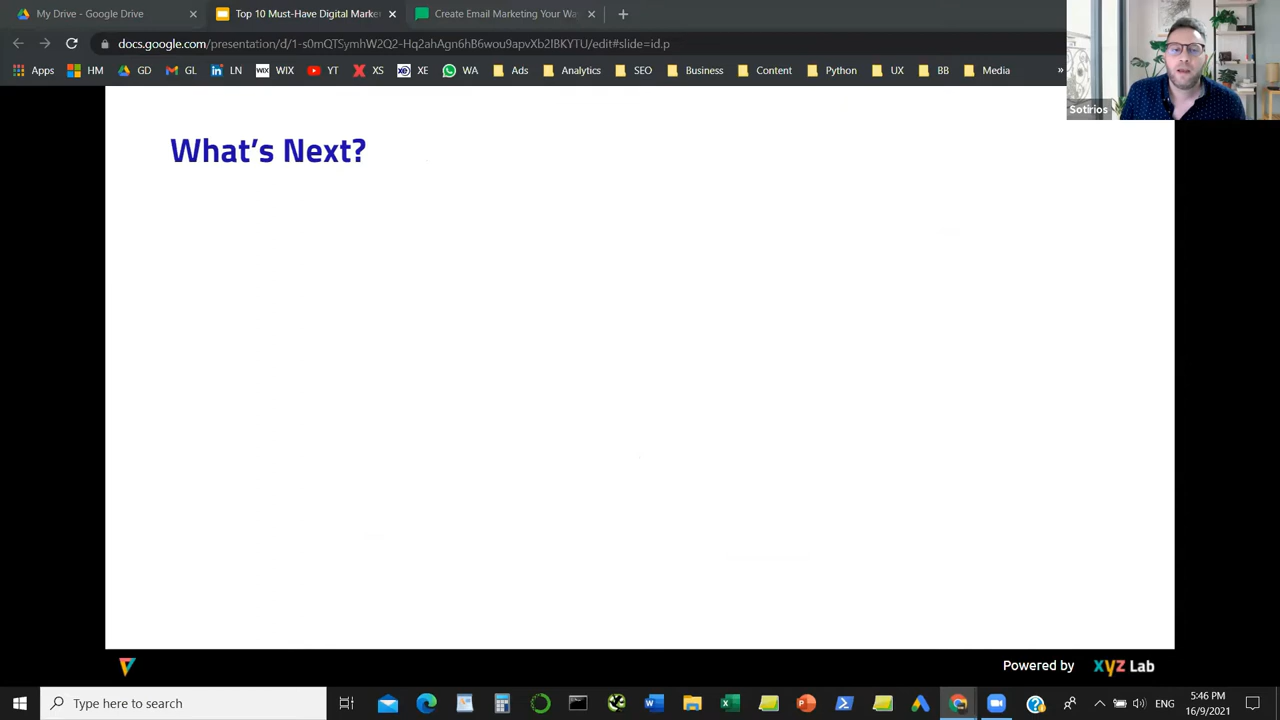 My Drive - Google Drive
Top 10 Must-Have Digital Marke
Create Email Marketing Your Wa
docs.google.com/presentation/d/1-s0mQTSymhW2Q2-Hq2ahAgn6hB6wou9apvXb2IBKYTU/edit#slide=id.p
Apps HM GD GL LN WIX WIX YT XS XE WA Analytics SEO Business Python UX BB Media »
Sotirios
What's Next?
Powered by XYZ Lab
Type here to search
ENG
5:46 PM
16/9/2021